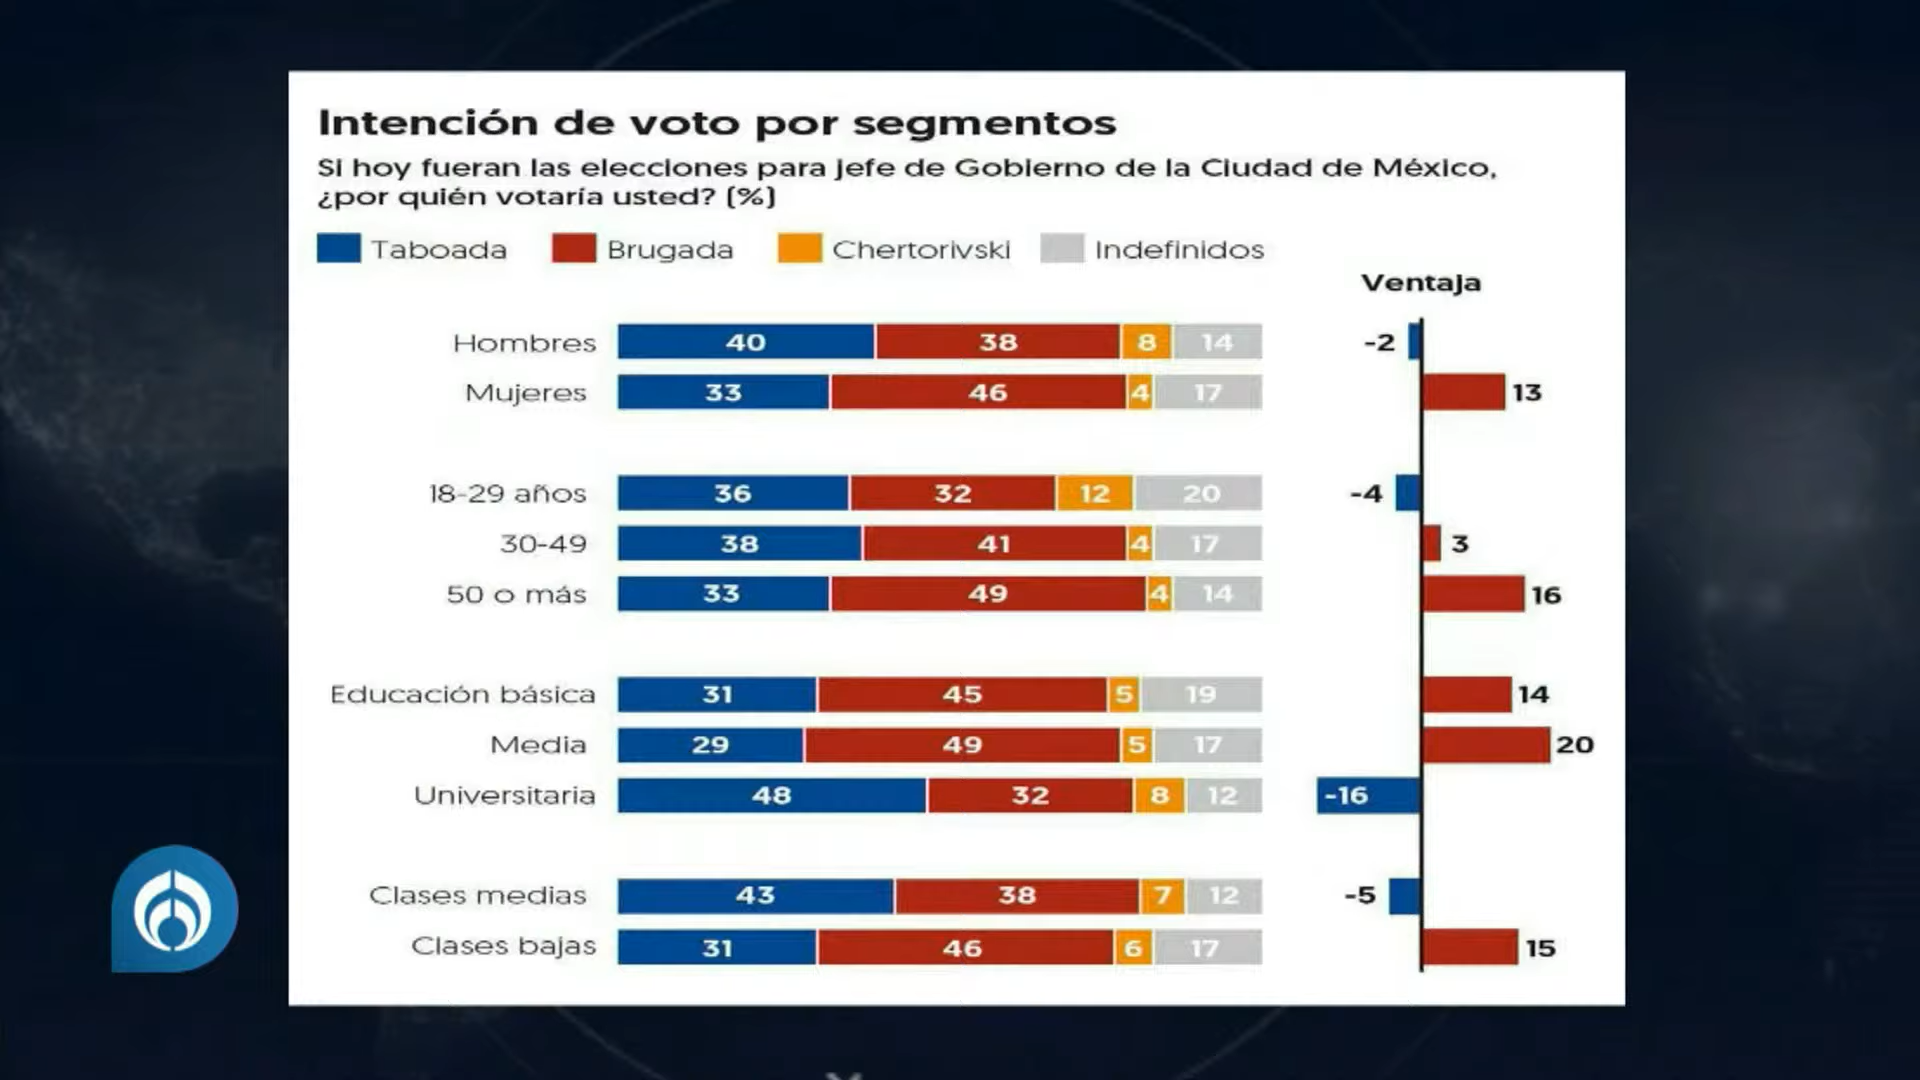 Intención de voto por segmentos
Si hoy fueran las elecciones para jefe de Gobierno de la Ciudad de México,
¿por quién votaría usted? (%)
Taboada Brugada Chertorivski Indefinidos
Ventaja
Hombres 40 38 8 14 -2
Mujeres 33 46 4 17 13
18-29 años 36 32 12 20 -4
30-49 38 41 4 17 3
50 o más 33 49 4 14 16
Educación básica 31 45 5 19 14
Media 29 49 5 17 20
Universitaria 48 32 8 12 -16
Clases medias 43 38 7 12 -5
Clases bajas 31 46 6 17 15